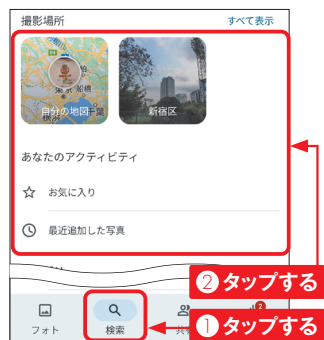 撮影場所 すべて表示
自分の地図 新宿区
あなたのアクティビティ
お気に入り
最近追加した写真
② タップする
① タップする
フォト 検索